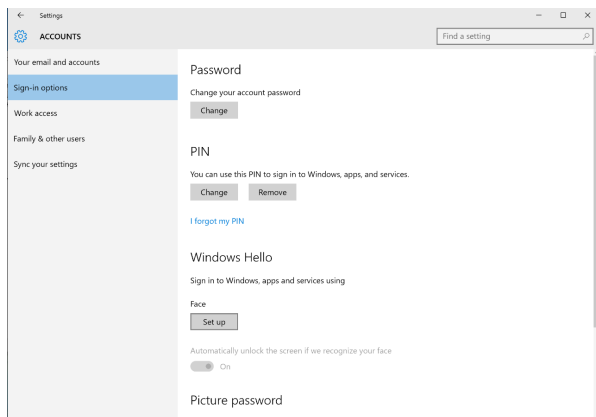 Settings
ACCOUNTS
Find a setting
Your email and accounts
Sign-in options
Work access
Family & other users
Sync your settings
Password
Change your account password
Change
PIN
You can use this PIN to sign in to Windows, apps, and services.
Change Remove
I forgot my PIN
Windows Hello
Sign in to Windows, apps and services using
Face
Set up
Automatically unlock the screen if we recognize your face
On
Picture password